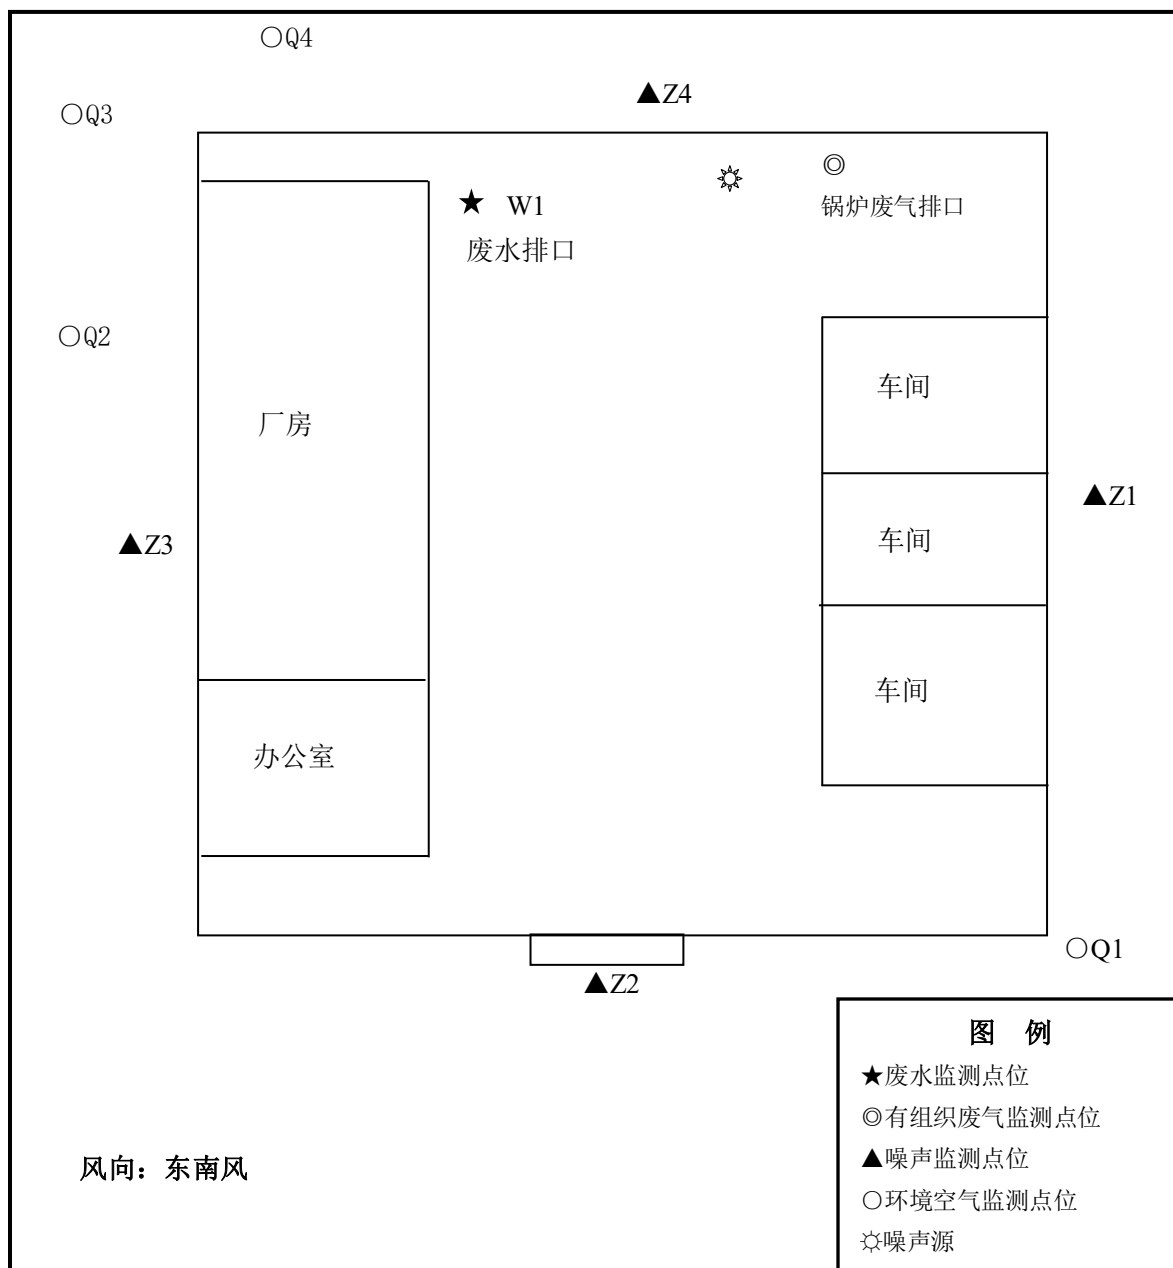 ○Q4
▲Z4
○Q3
◎
★ W1
锅炉废气排口
废水排口
○Q2
车间
厂房
▲Z1
车间
▲Z3
车间
办公室
○Q1
▲Z2
图 例
★废水监测点位
◎有组织废气监测点位
▲噪声监测点位
○环境空气监测点位
☼噪声源
风向：东南风